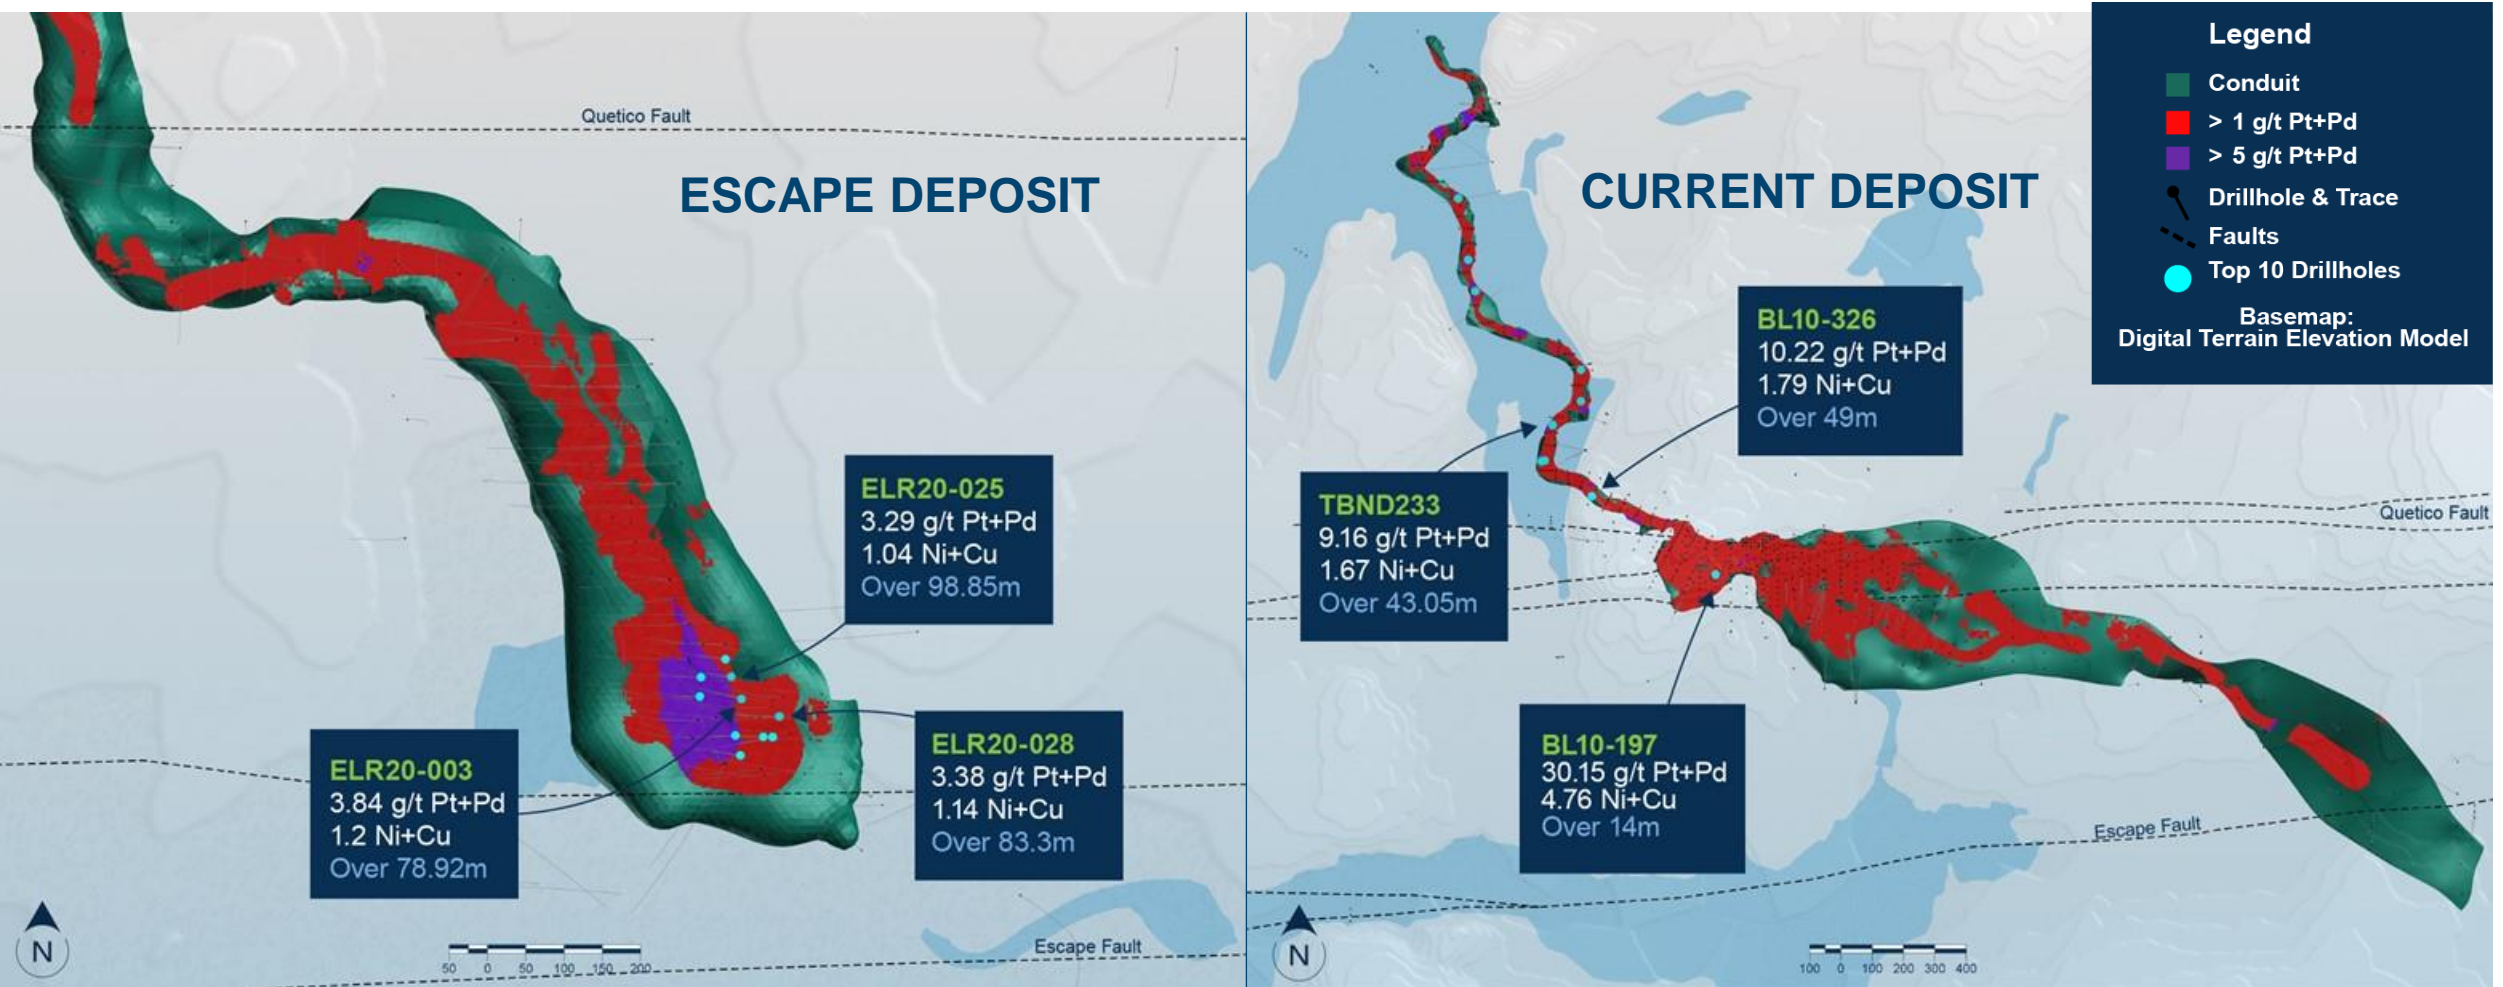 Quetico Fault
ESCAPE DEPOSIT
ELR20-025
3.29 g/t Pt+Pd
1.04 Ni+Cu
Over 98.85m
ELR20-003
3.84 g/t Pt+Pd
1.2 Ni+Cu
Over 78.92m
ELR20-028
3.38 g/t Pt+Pd
1.14 Ni+Cu
Over 83.3m
Escape Fault
N
50 0 50 100 150 200
CURRENT DEPOSIT
BL10-326
10.22 g/t Pt+Pd
1.79 Ni+Cu
Over 49m
TBND233
9.16 g/t Pt+Pd
1.67 Ni+Cu
Over 43.05m
Quetico Fault
BL10-197
30.15 g/t Pt+Pd
4.76 Ni+Cu
Over 14m
Escape Fault
N
100 0 100 200 300 400
Legend
Conduit
> 1 g/t Pt+Pd
> 5 g/t Pt+Pd
Drillhole & Trace
Faults
Top 10 Drillholes
Basemap:
Digital Terrain Elevation Model